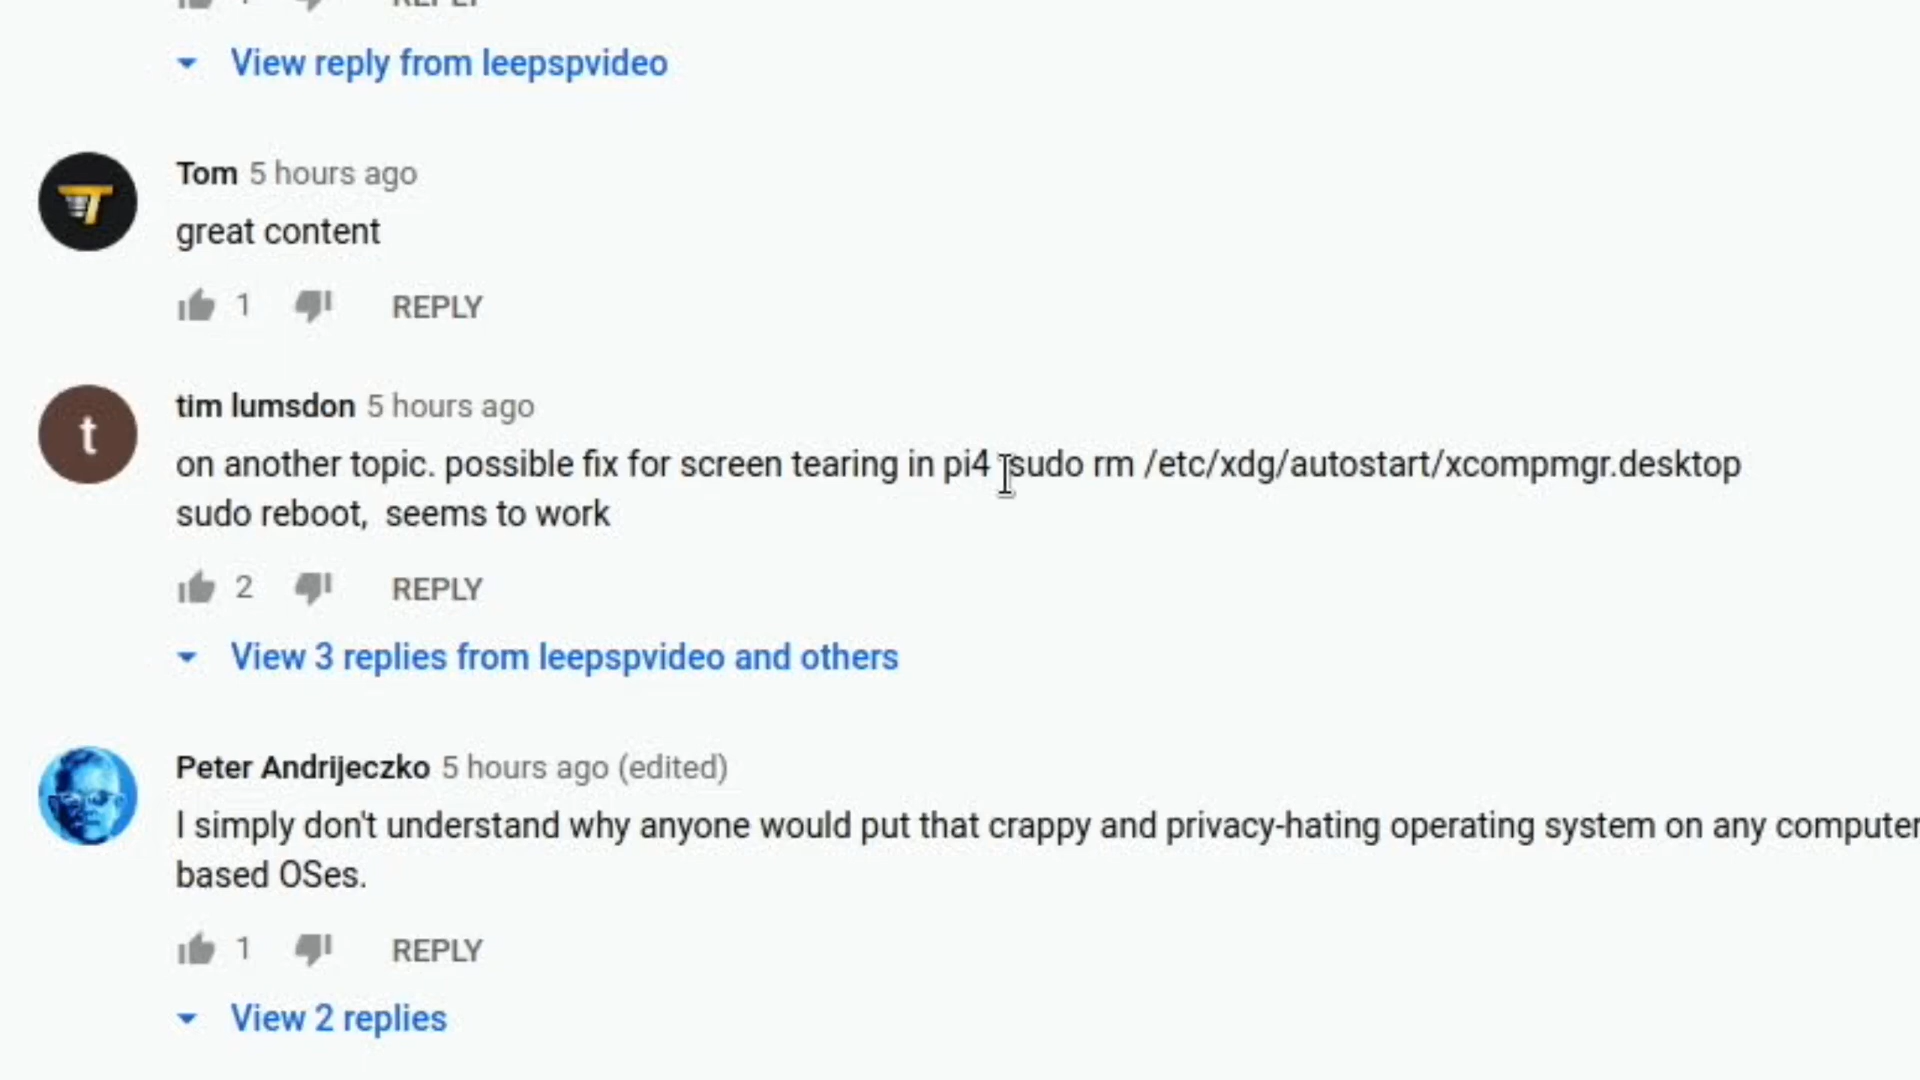 View reply from leepspvideo
Tom 5 hours ago
great content
1 REPLY
tim lumsdon 5 hours ago
on another topic. possible fix for screen tearing in pi4 sudo rm /etc/xdg/autostart/xcompmgr.desktop
sudo reboot,  seems to work
2 REPLY
View 3 replies from leepspvideo and others
Peter Andrijeczko 5 hours ago (edited)
I simply don't understand why anyone would put that crappy and privacy-hating operating system on any computer
based OSes.
1 REPLY
View 2 replies